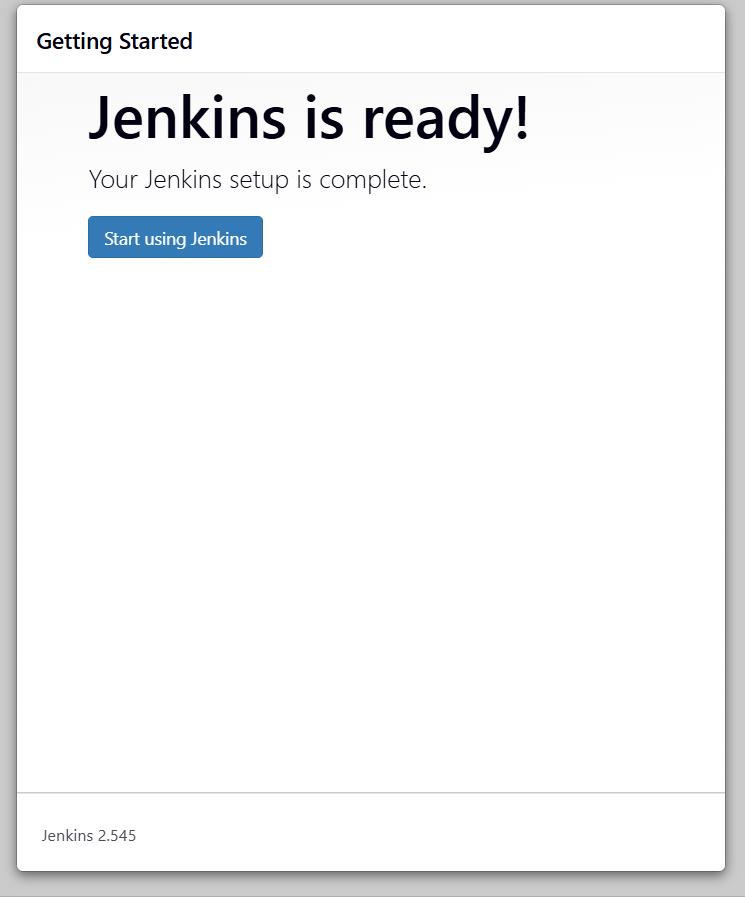 Getting Started
Jenkins is ready!
Your Jenkins setup is complete.
Start using Jenkins
Jenkins 2.545